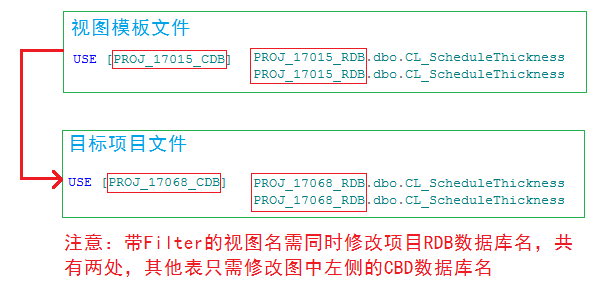 视图模板文件
USE [PROJ_17015_CDB] PROJ_17015_RDB.dbo.CL_ScheduleThickness
PROJ_17015_RDB.dbo.CL_ScheduleThickness
目标项目文件
USE [PROJ_17068_CDB] PROJ_17068_RDB.dbo.CL_ScheduleThickness
PROJ_17068_RDB.dbo.CL_ScheduleThickness
注意：带Filter的视图名需同时修改项目RDB数据库名，共
有两处，其他表只需修改图中左侧的CBD数据库名